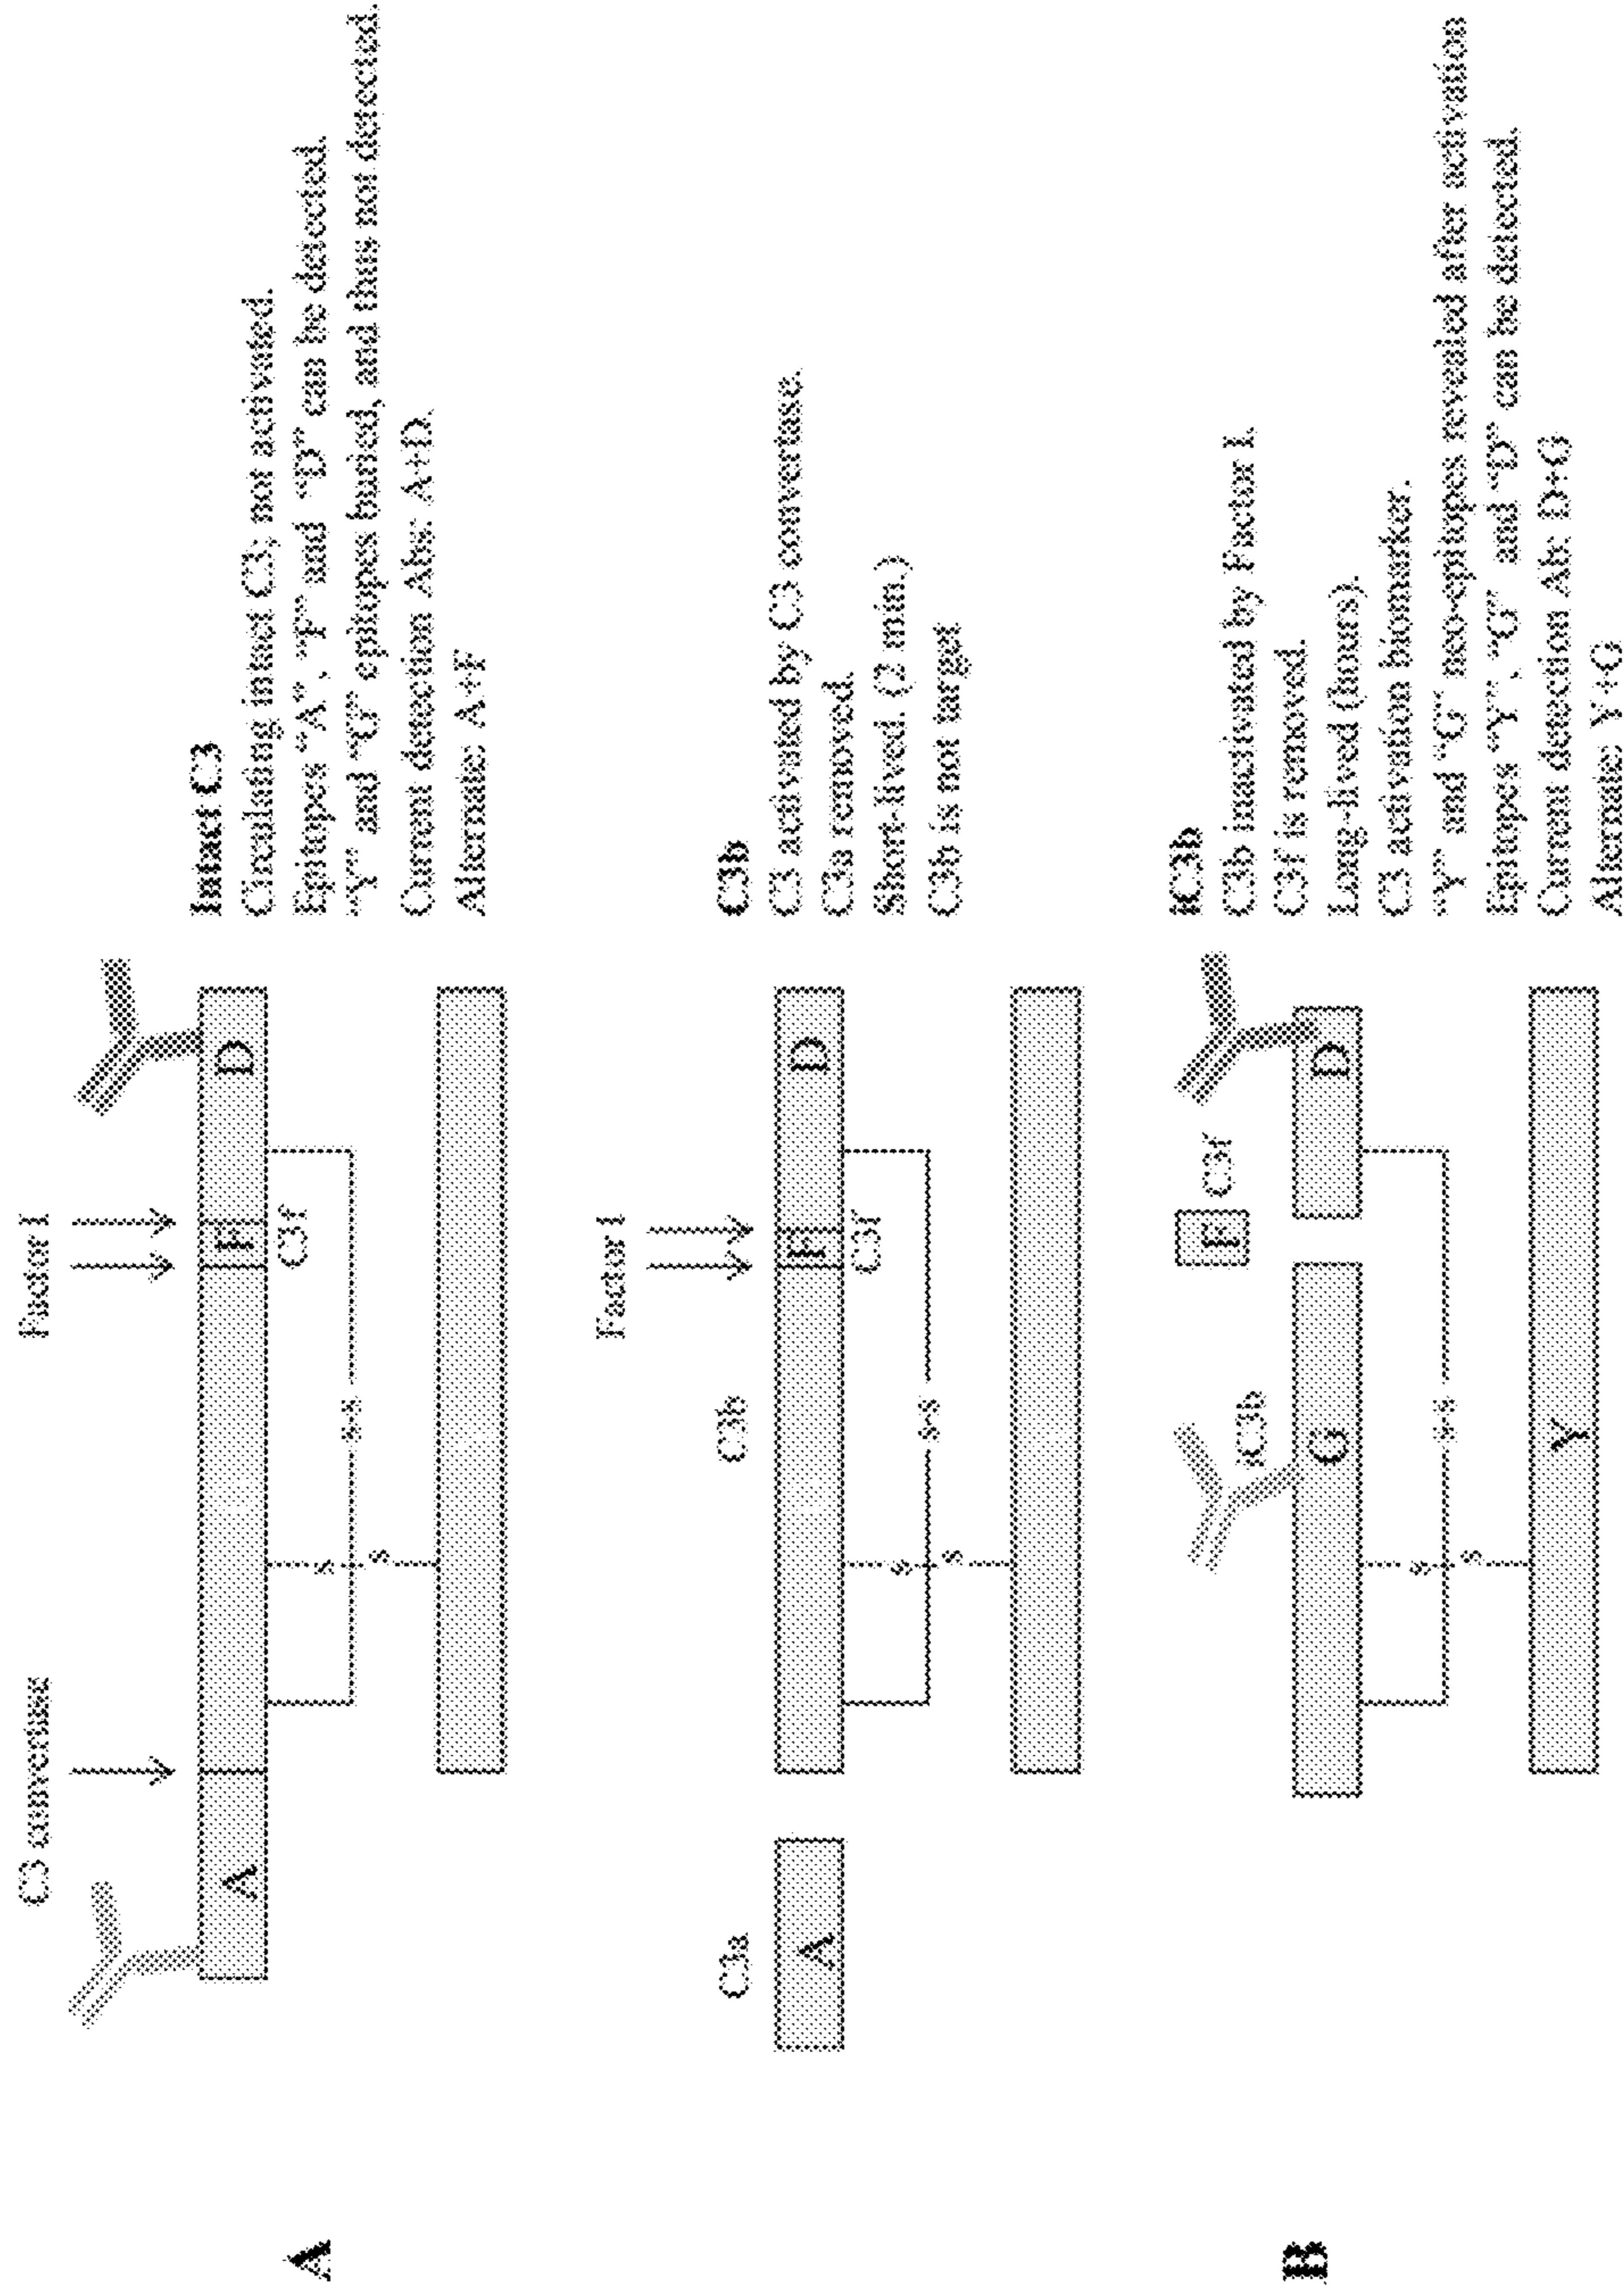 A
C3 convertase
Factor I
A
F
D
C3f
s
s
s-s
Intact C3
Circulating intact C3; not activated.
Epitopes "A", "F" and "D" can be detected.
"Y" and "G" epitopes buried, and thus not detected.
Current detection Abs: A+D.
Alternate: A+F
Factor I
C3a
C3b
A
F
D
C3f
s
s
s-s
C3b
C3 activated by C3 convertase.
C3a removed.
Short-lived. (2 min.)
C3b is not target
B
iC3b
F
C3f
G
D
s
s
s-s
Y
iC3b
C3b inactivated by Factor I.
C3f is removed.
Long-lived (hours).
C3 activation biomarker.
"Y" and "G" neo-epitopes revealed after activation
Epitopes "Y", "G" and "D" can be detected.
Current detection Ab: D+G
Alternate: Y+G